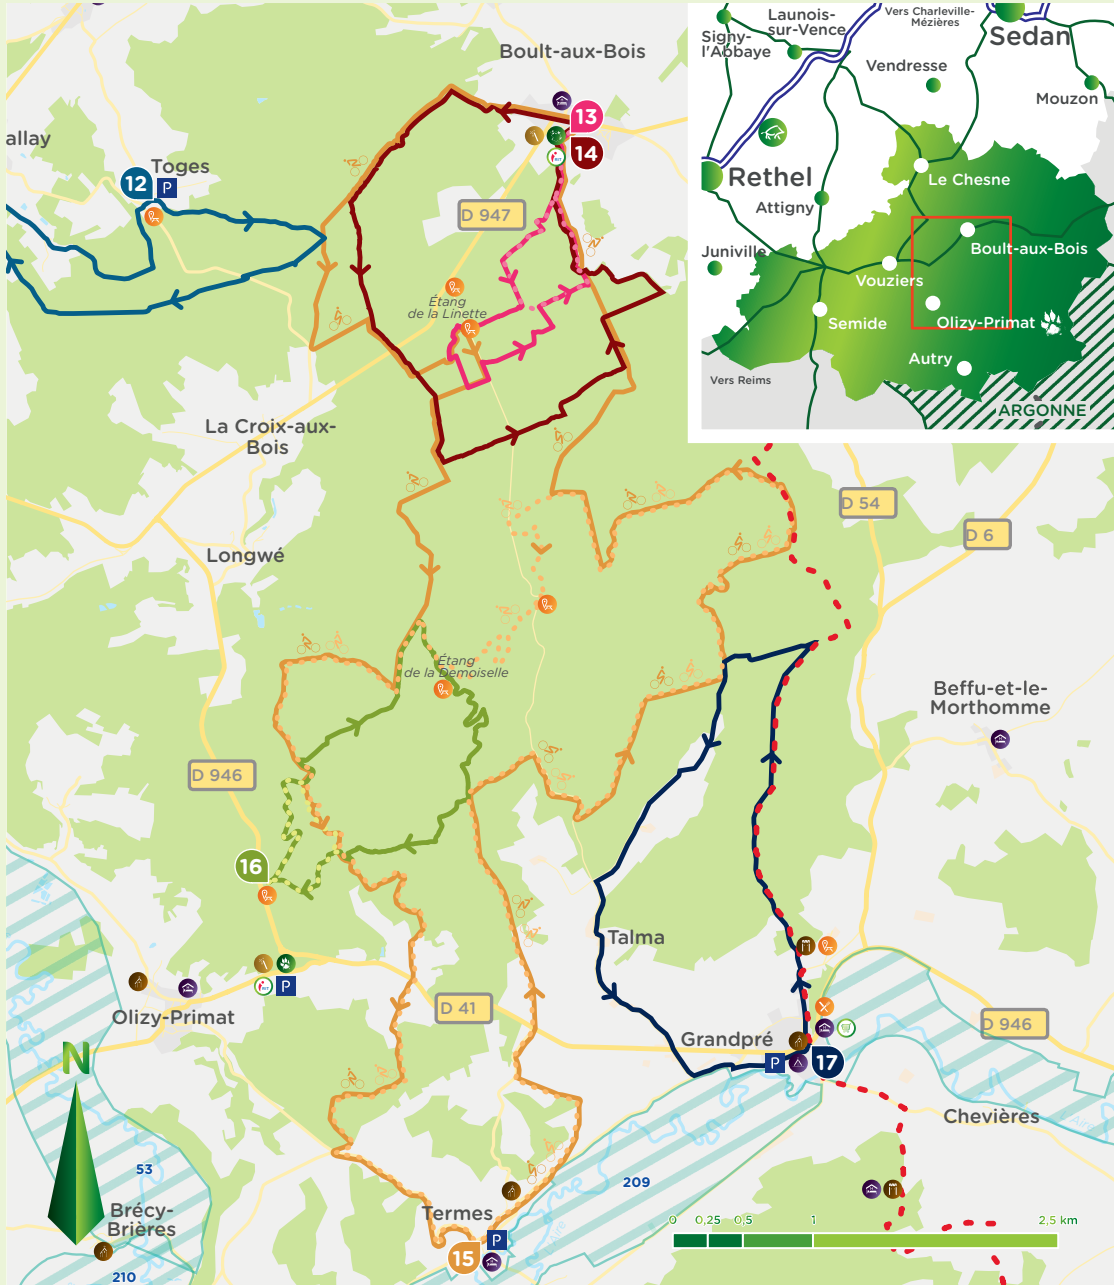 Boult-aux-Bois
13
14
allay
Toges
12
P
D 947
Étang
de la Linette
La Croix-aux-
Bois
Longwé
D 54
D 6
Étang
de la Demoiselle
Beffu-et-le-
Morthomme
D 946
16
Talma
P
Olizy-Primat
D 41
D 946
Grandpré
P
17
N
Chevières
53
209
Brécy-
Brières
Termes
P
15
210
L'Aire
0 0,25 0,5 1 2,5 km
Signy-
l'Abbaye
Launois-
sur-Vence
Vers Charleville-
Mézières
Sedan
Vendresse
Mouzon
Rethel
Le Chesne
Attigny
Juniville
Boult-aux-Bois
Vouziers
Semide
Olizy-Primat
Autry
Vers Reims
ARGONNE